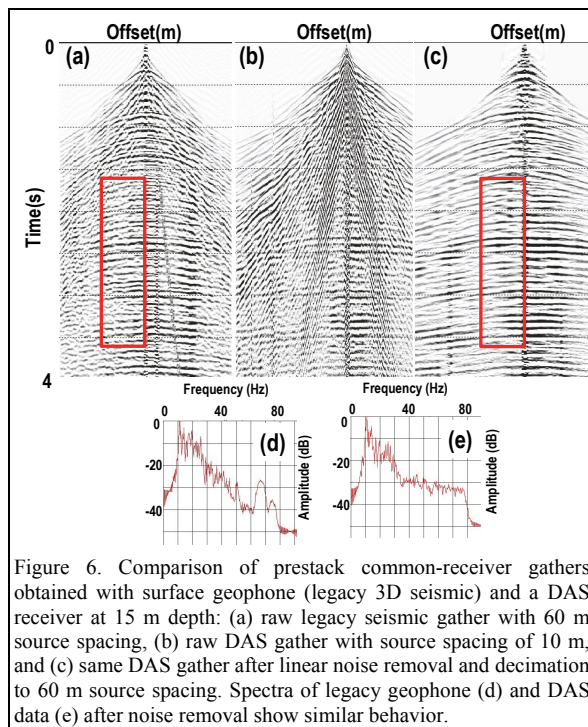 Offset(m) Offset(m)
0
(a) (b) (c)
Time(s)
4
Frequency (Hz) Frequency (Hz)
0 40 80 0 40 80
0 0
(d) (e)
-20 -20
-40 -40
Amplitude (dB) Amplitude (dB)
Figure 6. Comparison of prestack common-receiver gathers
obtained with surface geophone (legacy 3D seismic) and a DAS
receiver at 15 m depth: (a) raw legacy seismic gather with 60 m
source spacing, (b) raw DAS gather with source spacing of 10 m,
and (c) same DAS gather after linear noise removal and decimation
to 60 m source spacing. Spectra of legacy geophone (d) and DAS
data (e) after noise removal show similar behavior.